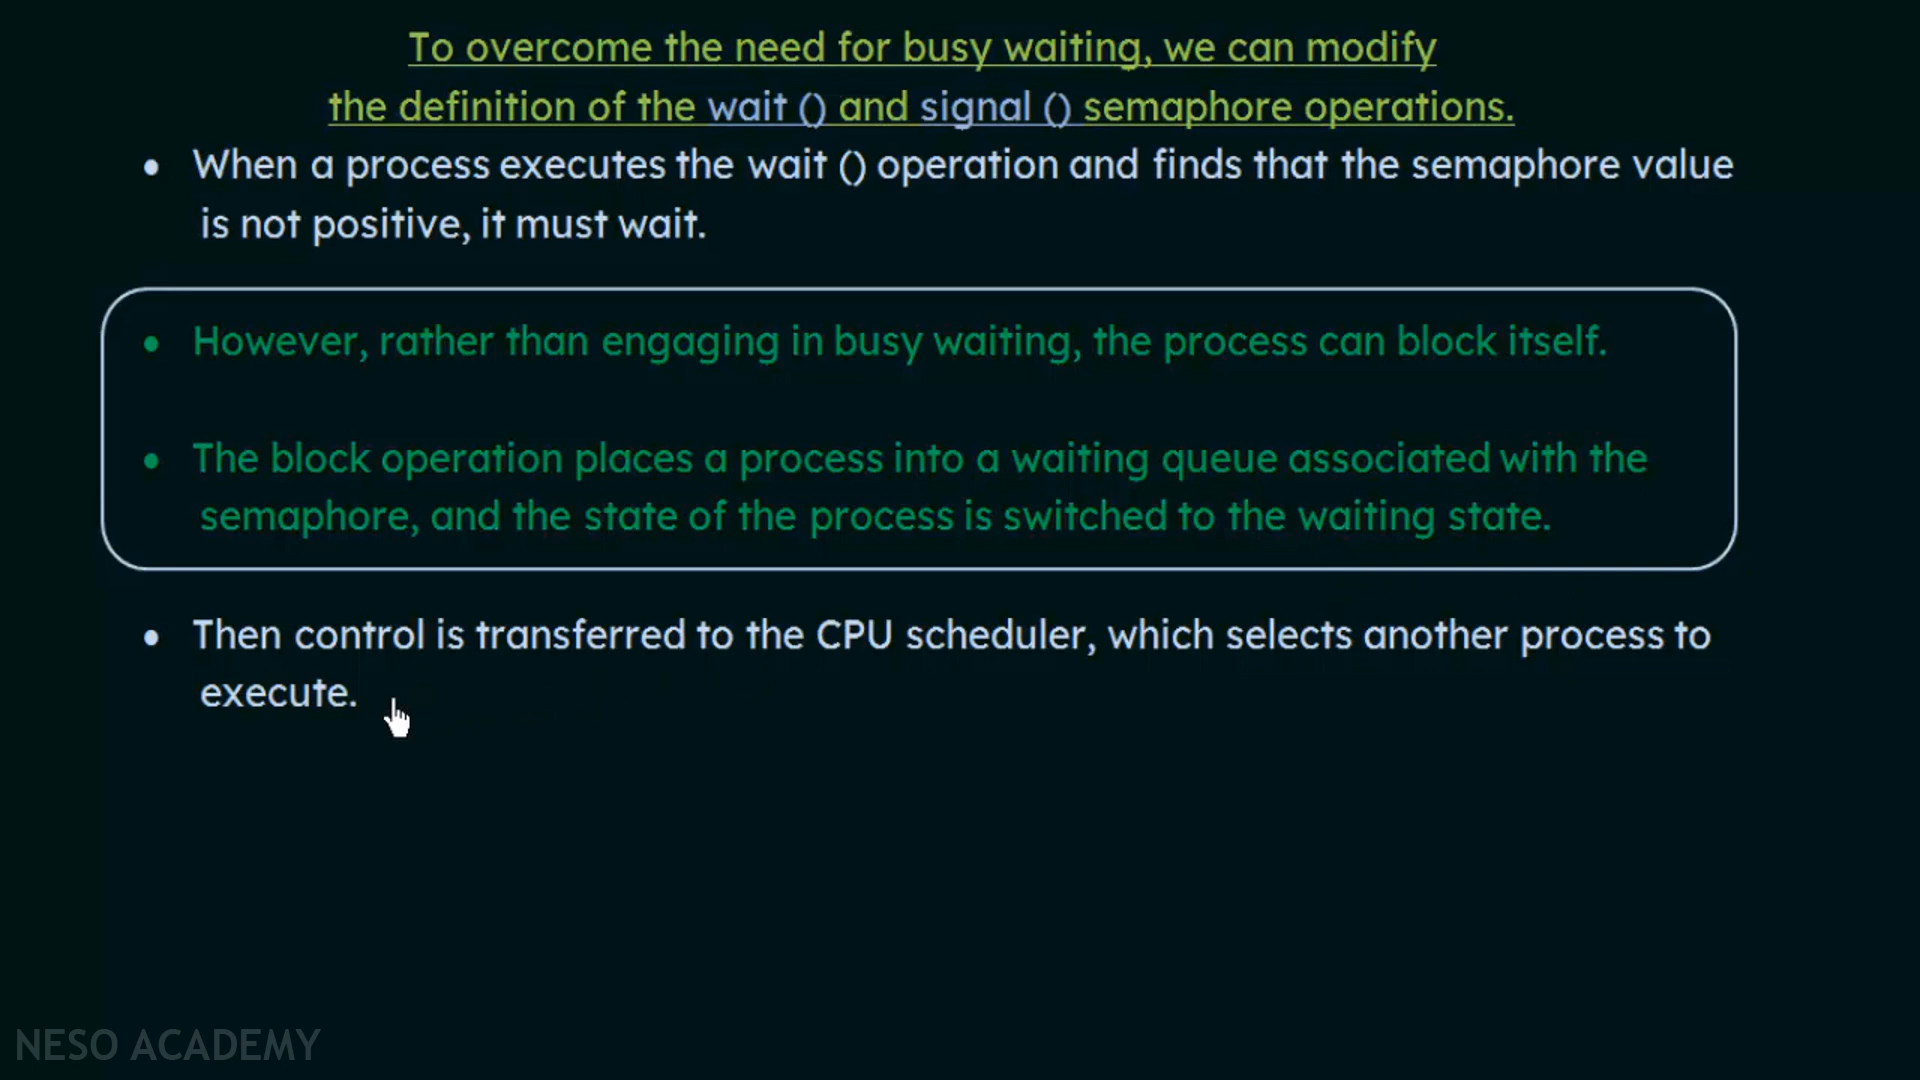 To overcome the need for busy waiting, we can modify
the definition of the wait () and signal () semaphore operations.
• When a process executes the wait () operation and finds that the semaphore value
is not positive, it must wait.
• However, rather than engaging in busy waiting, the process can block itself.
• The block operation places a process into a waiting queue associated with the
semaphore, and the state of the process is switched to the waiting state.
• Then control is transferred to the CPU scheduler, which selects another process to
execute.
NESO ACADEMY